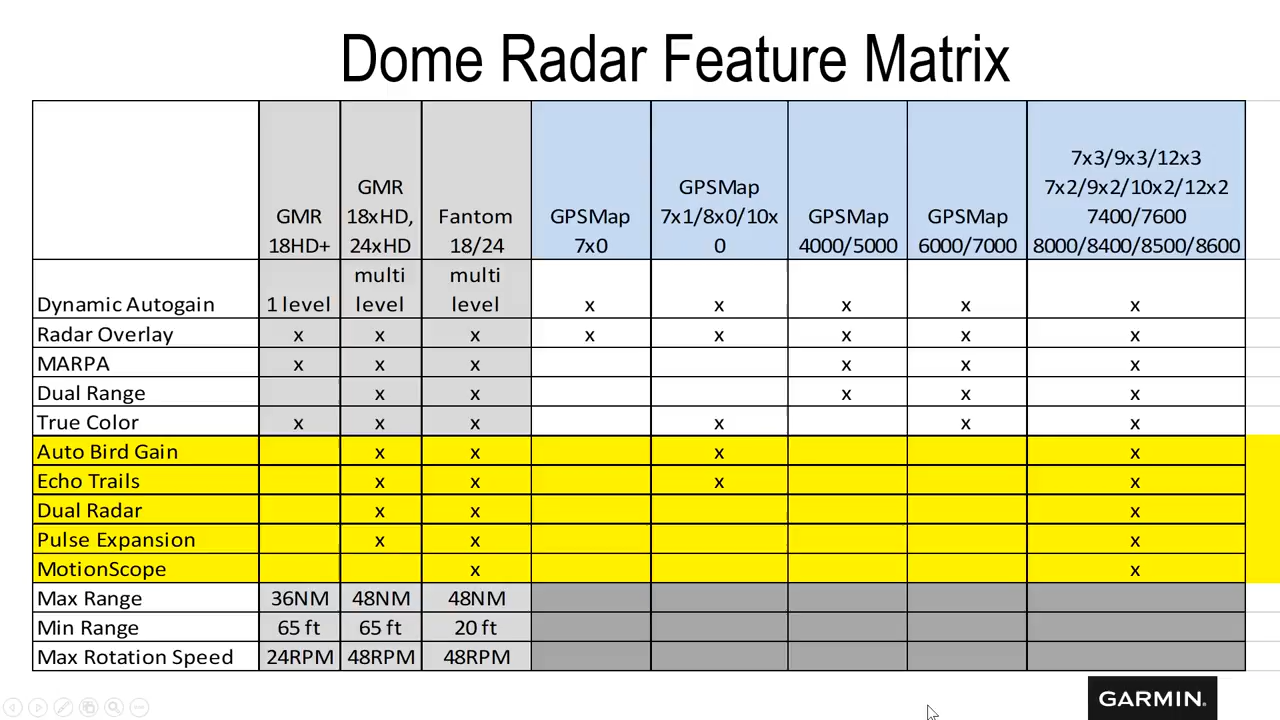 Dome Radar Feature Matrix
GMR 18HD+ GMR 18xHD, 24xHD Fantom 18/24 GPSMap 7x0 GPSMap 7x1/8x0/10x0 GPSMap 4000/5000 GPSMap 6000/7000 7x3/9x3/12x3 7x2/9x2/10x2/12x2 7400/7600 8000/8400/8500/8600
Dynamic Autogain 1 level multi level multi level x x x x x
Radar Overlay x x x x x x x x
MARPA x x x x x x
Dual Range x x x x x
True Color x x x x x x
Auto Bird Gain x x x x
Echo Trails x x x x
Dual Radar x x x
Pulse Expansion x x x
MotionScope x x
Max Range 36NM 48NM 48NM
Min Range 65 ft 65 ft 20 ft
Max Rotation Speed 24RPM 48RPM 48RPM
GARMIN.